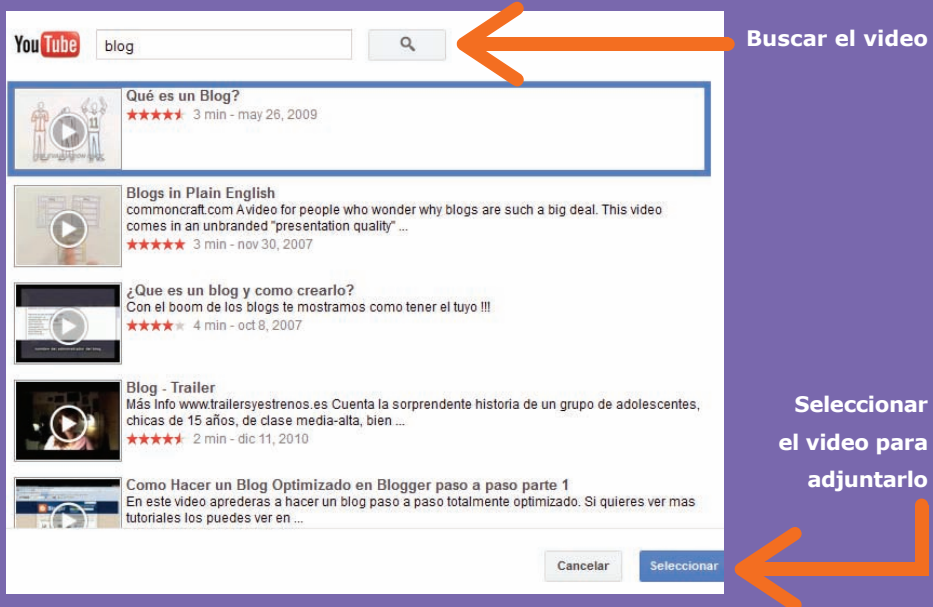 YouTube
blog
Buscar el video
Qué es un Blog?
3 min - may 26, 2009
Blogs in Plain English
commoncraft.com A video for people who wonder why blogs are such a big deal. This video
comes in an unbranded "presentation quality" ...
3 min - nov 30, 2007
¿Que es un blog y como crearlo?
Con el boom de los blogs te mostramos como tener el tuyo !!!
4 min - oct 8, 2007
Blog - Trailer
Más Info www.trailersyestrenos.es Cuenta la sorprendente historia de un grupo de adolescentes,
chicas de 15 años, de clase media-alta, bien ...
2 min - dic 11, 2010
Como Hacer un Blog Optimizado en Blogger paso a paso parte 1
En este video aprederas a hacer un blog paso a paso totalmente optimizado. Si quieres ver mas
tutoriales los puedes ver en ...
Seleccionar
el video para
adjuntarlo
Cancelar
Seleccionar